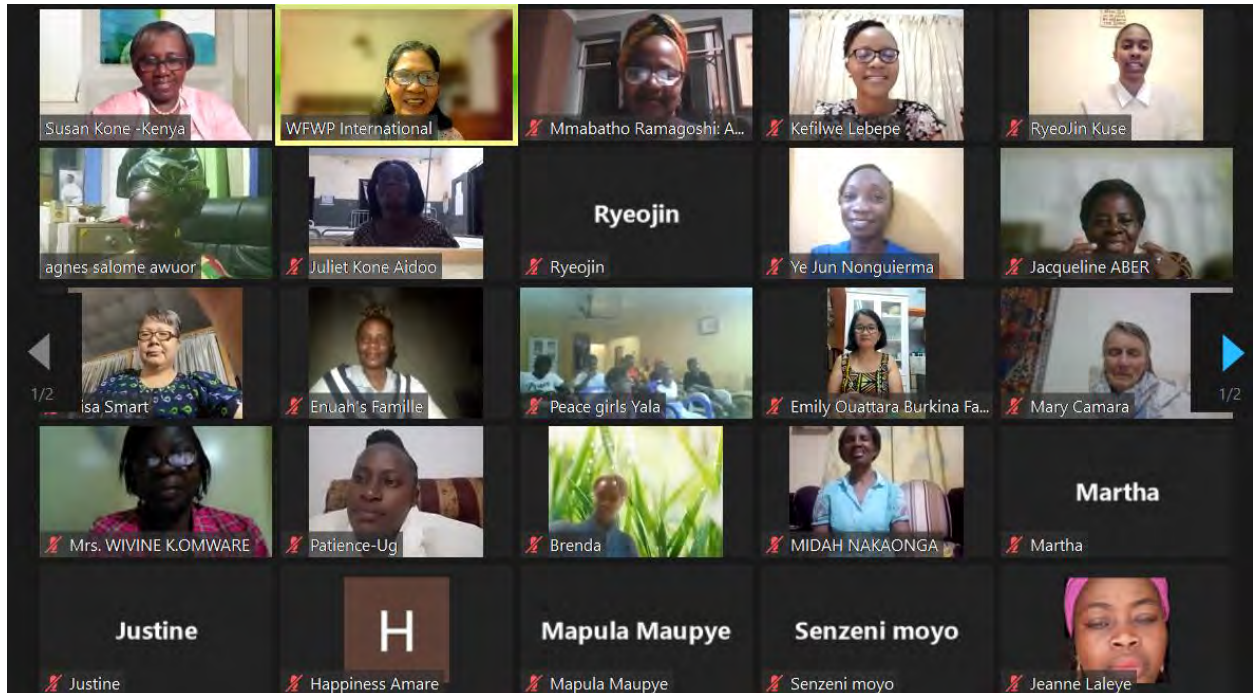 Susan Kone -Kenya
WFWP International
Mmabatho Ramagoshi: A...
Kefilwe Lebepe
RyeoJin Kuse
agnes salome awuor
Juliet Kone Aidoo
Ryeojin
Ryeojin
Ye Jun Nonguierma
Jacqueline ABER
1/2
isa Smart
Enuah's Famille
Peace girls Yala
Emily Ouattara Burkina Fa...
Mary Camara
1/2
Mrs. WIVINE K.OMWARE
Patience-Ug
Brenda
MIDAH NAKAONGA
Martha
Martha
Justine
Justine
H
Happiness Amare
Mapula Maupye
Mapula Maupye
Senzeni moyo
Senzeni moyo
Jeanne Laleye